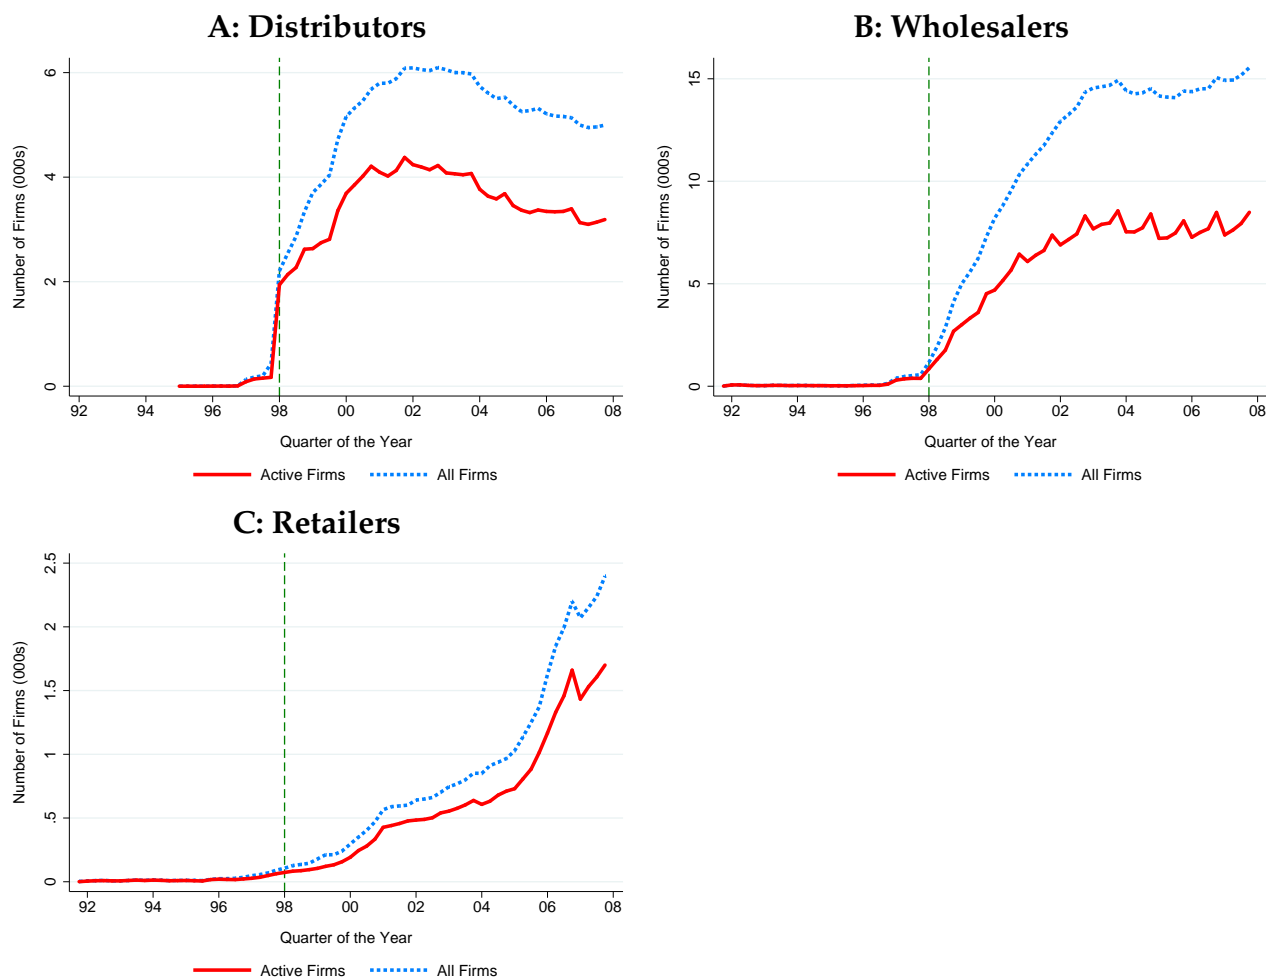 A: Distributors
Number of Firms (000s)
6
4
2
0
92 94 96 98 00 02 04 06 08
Quarter of the Year
Active Firms All Firms
B: Wholesalers
Number of Firms (000s)
15
10
5
0
92 94 96 98 00 02 04 06 08
Quarter of the Year
Active Firms All Firms
C: Retailers
Number of Firms (000s)
2.5
2
1.5
1
.5
0
92 94 96 98 00 02 04 06 08
Quarter of the Year
Active Firms All Firms